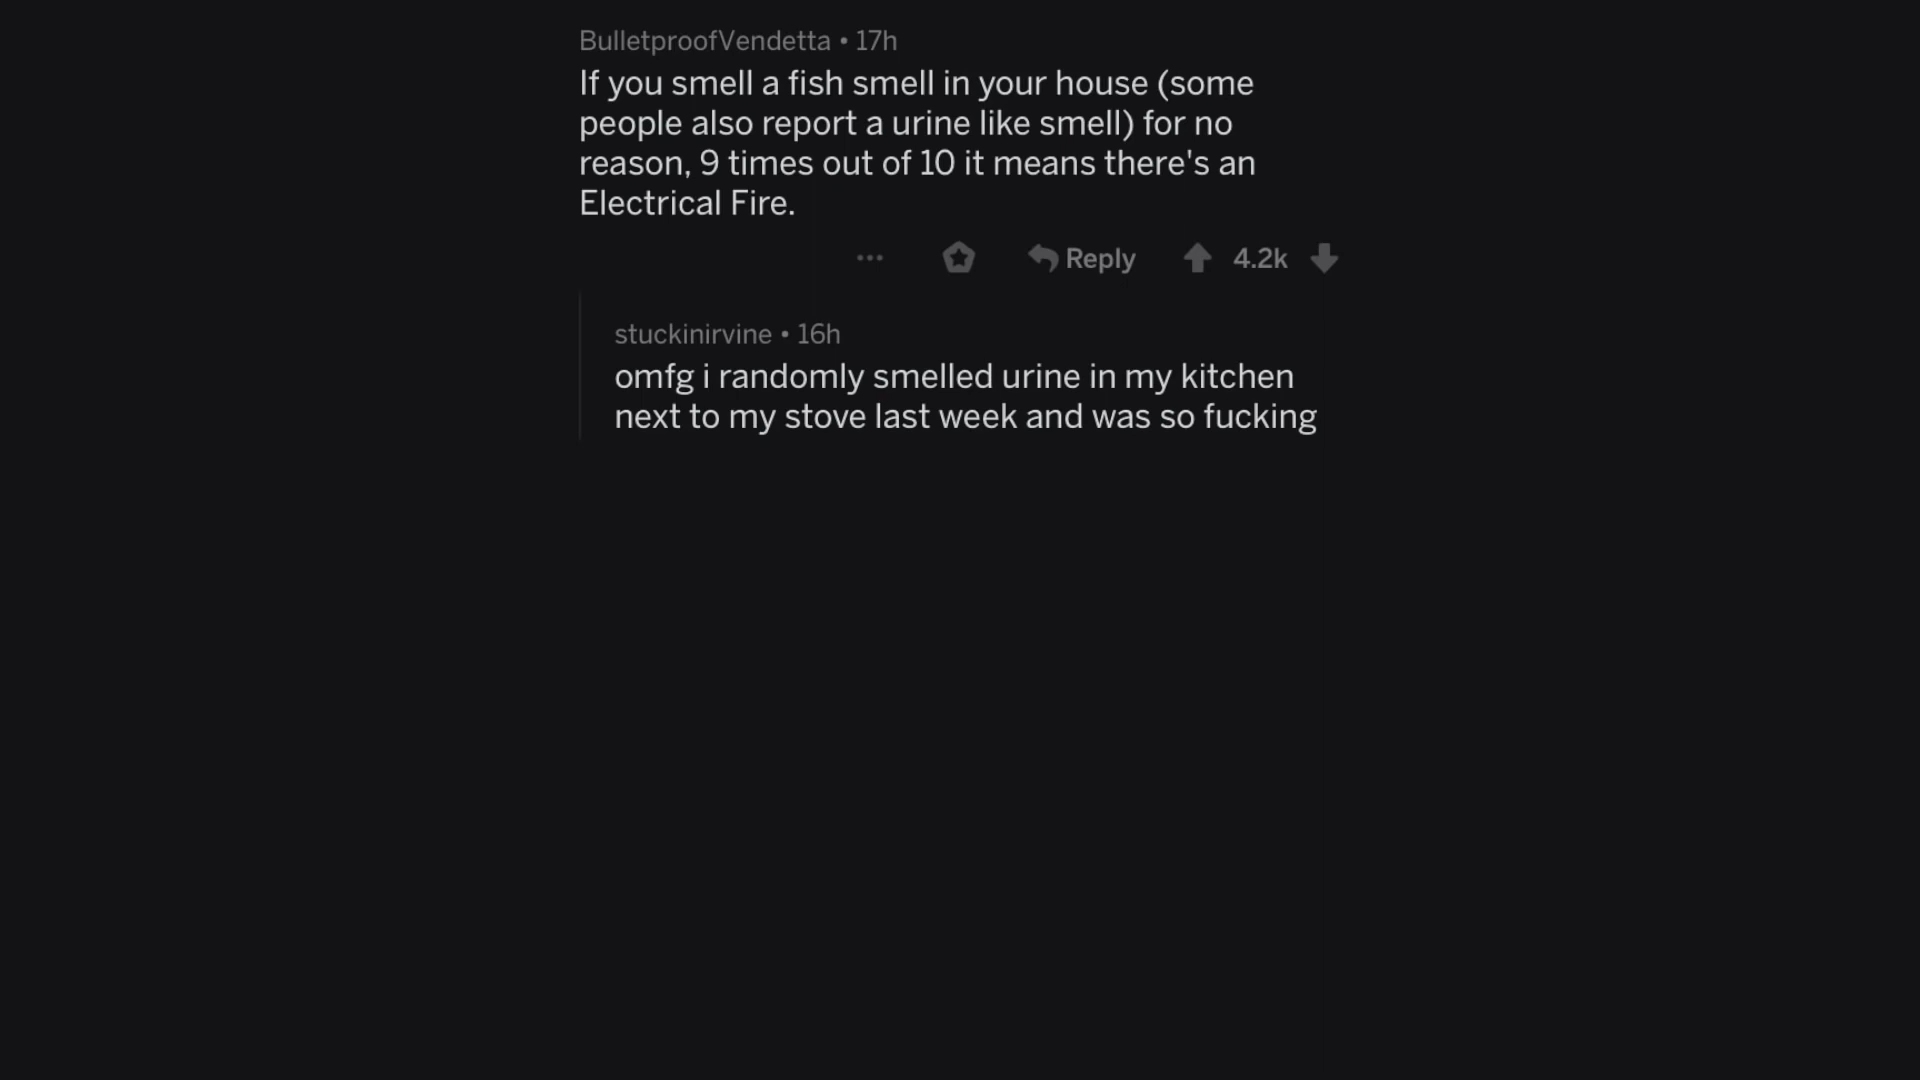 BulletproofVendetta • 17h
If you smell a fish smell in your house (some
people also report a urine like smell) for no
reason, 9 times out of 10 it means there's an
Electrical Fire.
Reply 4.2k
stuckinirvine • 16h
omfg i randomly smelled urine in my kitchen
next to my stove last week and was so fucking